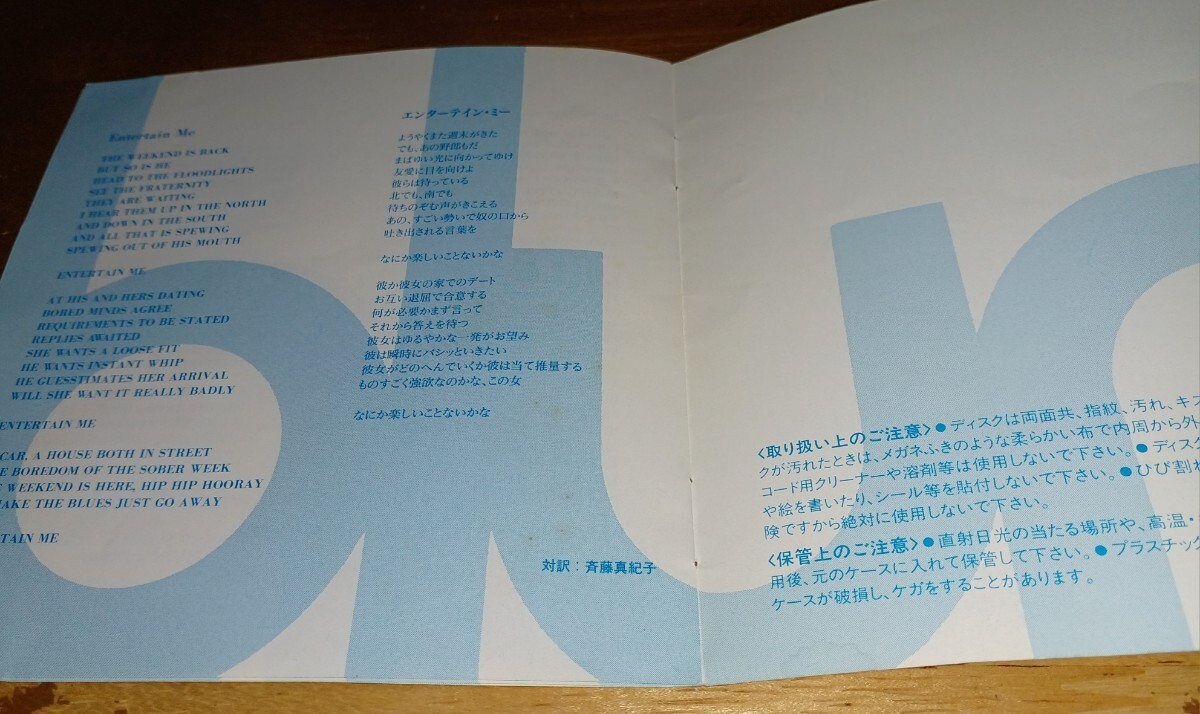 Entertain Me
THE WEEKEND IS BACK
BUT SO IS HE
HEAD TO THE FLOODLIGHTS
SEE THE FRATERNITY
THEY ARE WAITING
I HEAR THEM UP IN THE NORTH
AND DOWN IN THE SOUTH
AND ALL THAT IS SPEWING
SPEWING OUT OF HIS MOUTH
ENTERTAIN ME
AT HIS AND HERS DATING
BORED MINDS AGREE
REQUIREMENTS TO BE STATED
REPLIES AWAITED
SHE WANTS A LOOSE FIT
HE WANTS INSTANT WHIP
HE GUESSTIMATES HER ARRIVAL
WILL SHE WANT IT REALLY BADLY
ENTERTAIN ME
CAR, A HOUSE BOTH IN STREET
BOREDOM OF THE SOBER WEEK
WEEKEND IS HERE, HIP HIP HOORAY
MAKE THE BLUES JUST GO AWAY
TAIN ME
エンターテイン・ミー
ようやくまた週末がきた
でも、あの野郎もだ
まばゆい光に向かってゆけ
友愛に目を向けよ
彼らは待っている
北でも、南でも
待ちのぞむ声がきこえる
あの、すごい勢いで奴の口から
吐き出される言葉を
なにか楽しいことないかな
彼か彼女の家でのデート
お互い退屈で合意する
何が必要かまず言って
それから答えを待つ
彼女はゆるやかな一発がお望み
彼は瞬時にバシッといきたい
彼女がどのへんでいくか彼は当て推量する
ものすごく強欲なのかな、この女
なにか楽しいことないかな
対訳：斉藤真紀子
〈取り扱い上のご注意〉●ディスクは両面共、指紋、汚れ、キズ
クが汚れたときは、メガネふきのような柔らかい布で内周から外
コード用クリーナーや溶剤等は使用しないで下さい。●ディスク
や絵を書いたり、シール等を貼付しないで下さい。●ひび割れ
険ですから絶対に使用しないで下さい。
〈保管上のご注意〉●直射日光の当たる場所や、高温・
用後、元のケースに入れて保管して下さい。●プラスチック
ケースが破損し、ケガをすることがあります。